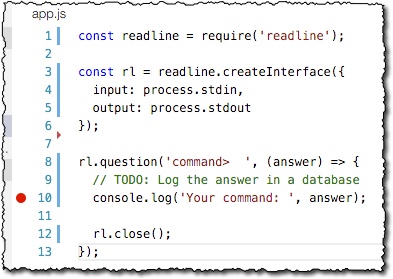 app.js
1 const readline = require('readline');
2
3 const rl = readline.createInterface({
4   input: process.stdin,
5   output: process.stdout
6 });
7
8 rl.question('command>  ', (answer) => {
9   // TODO: Log the answer in a database
10   console.log('Your command: ', answer);
11
12   rl.close();
13 });